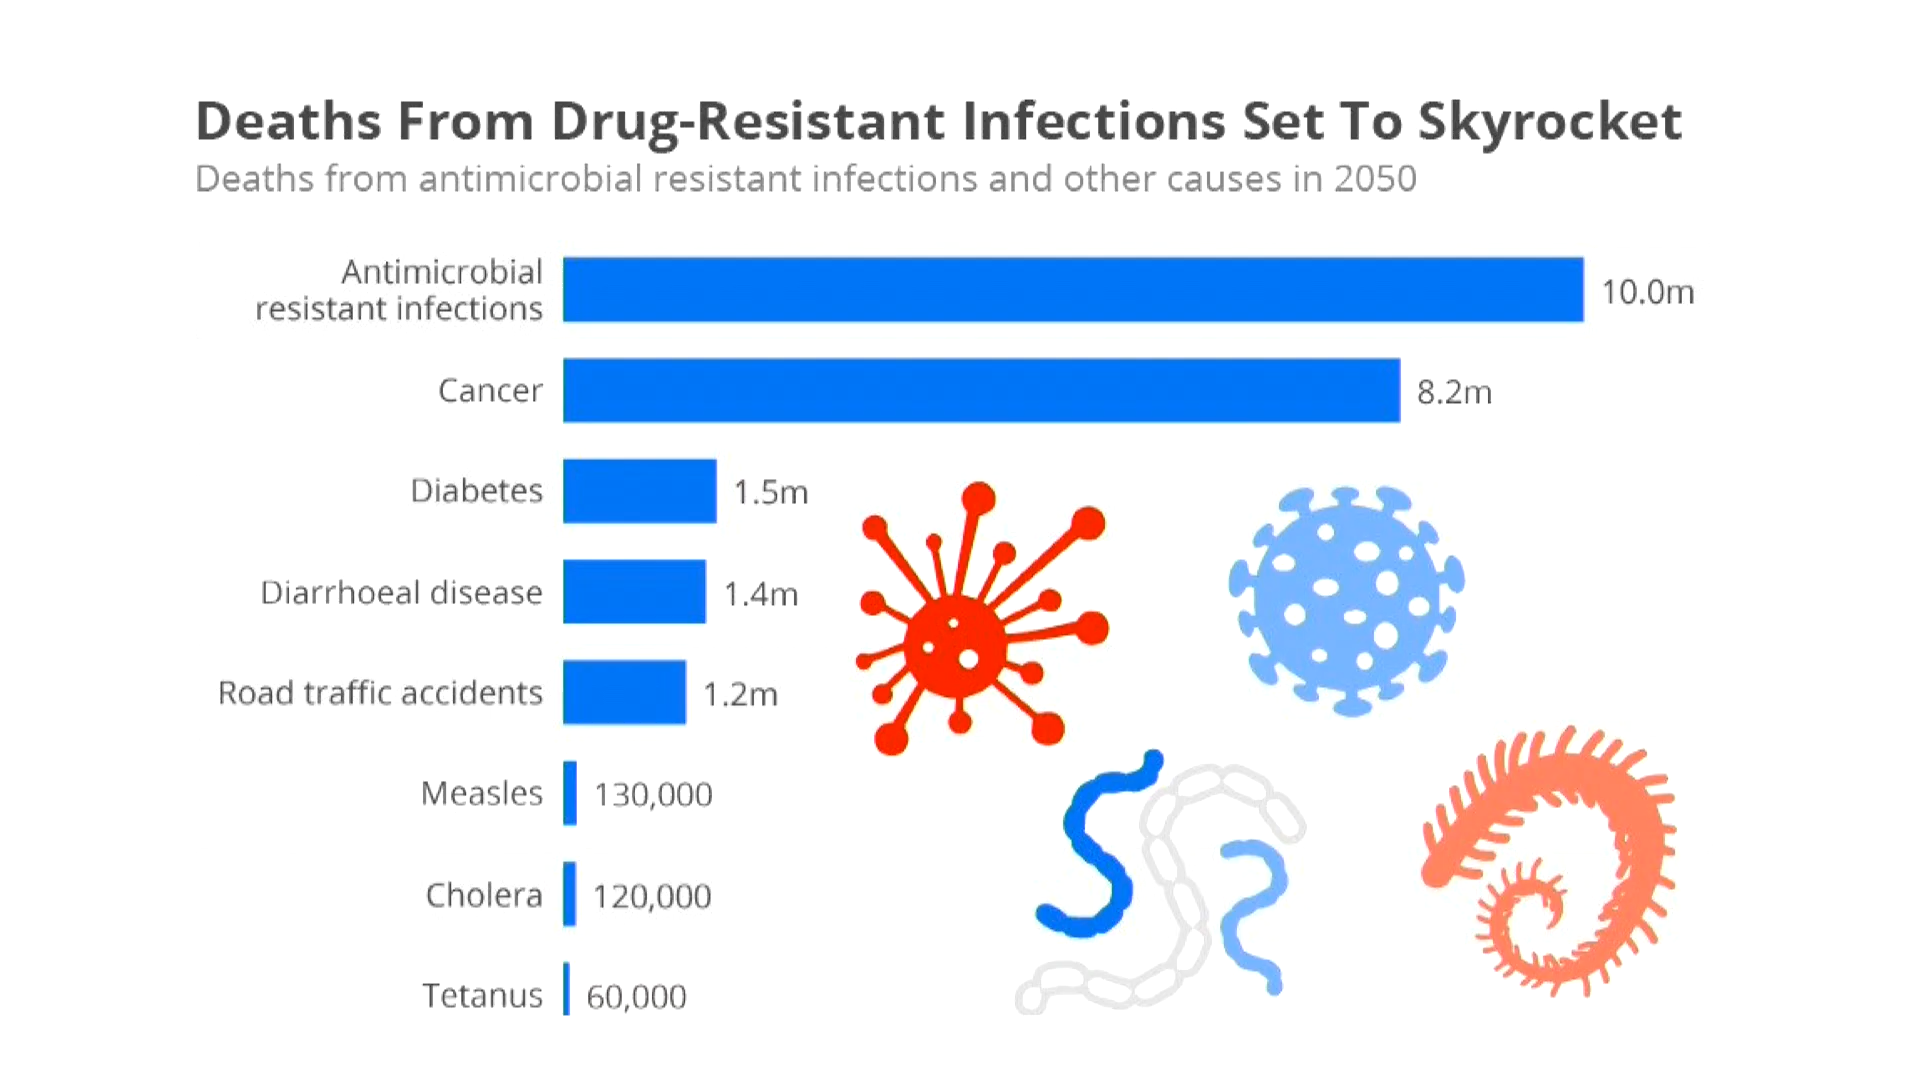 Deaths From Drug-Resistant Infections Set To Skyrocket
Deaths from antimicrobial resistant infections and other causes in 2050
Antimicrobial
resistant infections
10.0m
Cancer
8.2m
Diabetes
1.5m
Diarrhoeal disease
1.4m
Road traffic accidents
1.2m
Measles
130,000
Cholera
120,000
Tetanus
60,000